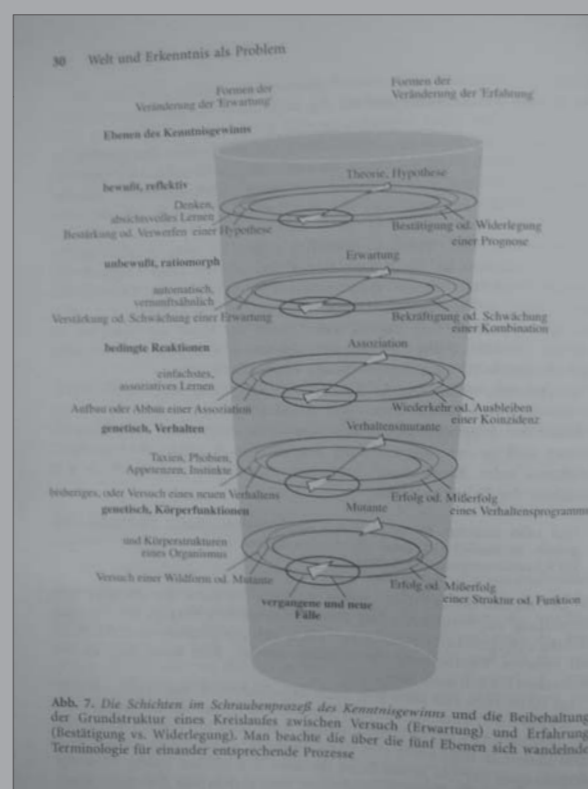 30 Welt und Erkenntnis als Problem
Formen der
Veränderung der 'Erwartung'
Formen der
Veränderung der 'Erfahrung'
Ebenen des Kenntnisgewinns
Theorie, Hypothese
bewußt, reflektiv
Denken,
absichtsvolles Lernen
Bestärkung od. Verwerfen einer Hypothese
Bestätigung od. Widerlegung
einer Prognose
Erwartung
unbewußt, ratiomorph
automatisch,
vernunftsähnlich
Verstärkung od. Schwächung einer Erwartung
Bekräftigung od. Schwächung
einer Kombination
Assoziation
bedingte Reaktionen
einfachstes,
assoziatives Lernen
Aufbau oder Abbau einer Assoziation
Wiederkehr od. Ausbleiben
einer Koinzidenz
Verhaltensmutante
genetisch, Verhalten
Taxien, Phobien,
Appetenzen, Instinkte
bisheriges, oder Versuch eines neuen Verhaltens
Erfolg od. Mißerfolg
eines Verhaltensprogramms
Mutante
genetisch, Körperfunktionen
und Körperstrukturen
eines Organismus
Versuch einer Wildform od. Mutante
Erfolg od. Mißerfolg
einer Struktur od. Funktion
vergangene und neue
Fälle
Abb. 7. Die Schichten im Schraubenprozeß des Kenntnisgewinns und die Beibehaltung
der Grundstruktur eines Kreislaufes zwischen Versuch (Erwartung) und Erfahrung
(Bestätigung vs. Widerlegung). Man beachte die über die fünf Ebenen sich wandelnde
Terminologie für einander entsprechende Prozesse